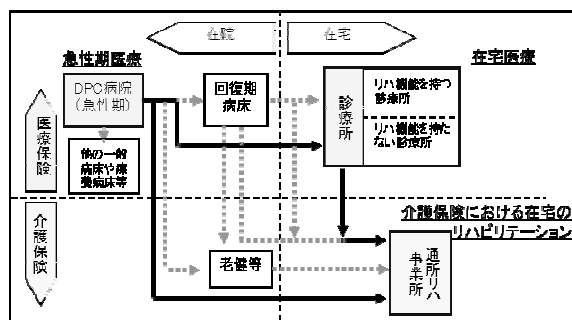 在院
在宅
急性期医療
在宅医療
DPC病院
(急性期)
回復期
病床
診療所
リハ機能を持つ
診療所
リハ機能を持た
ない診療所
医療保険
他の一般
病床や療
養病床等
介護保険
介護保険における在宅の
リハビリテーション
老健等
通所リハ
事業所